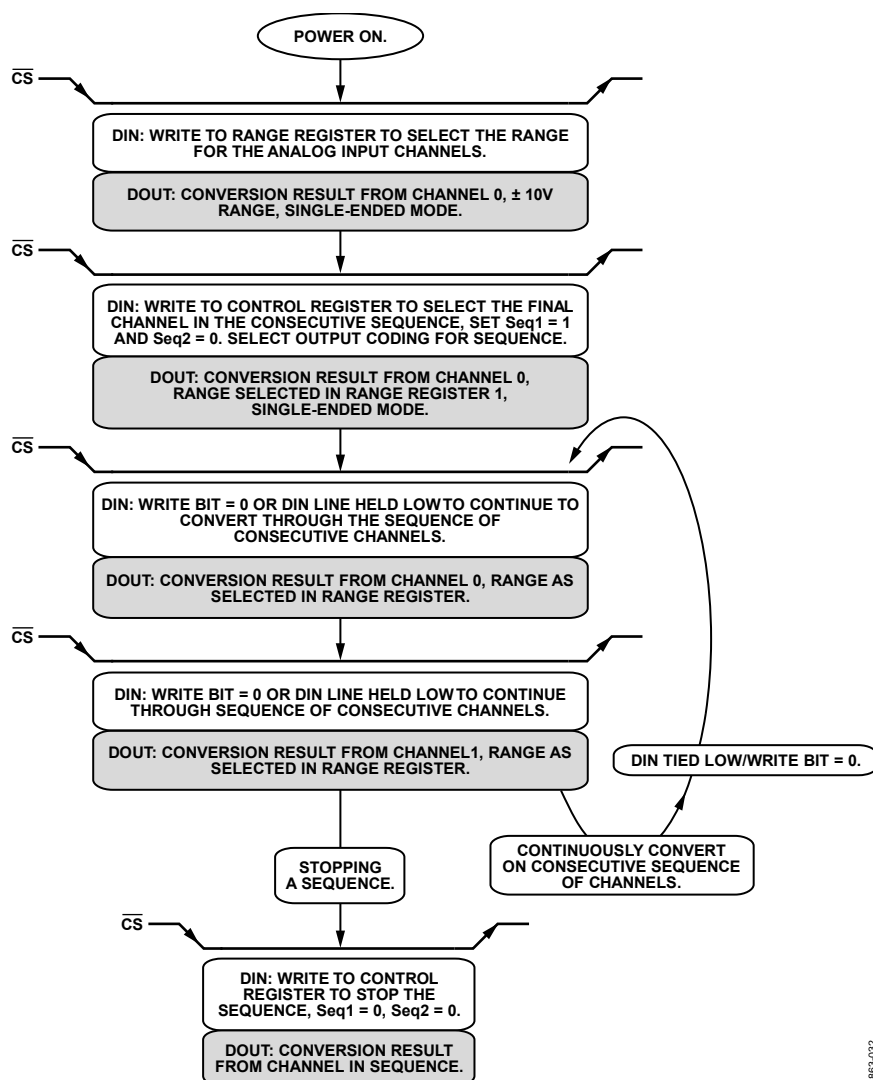 POWER ON.
CS
DIN: WRITE TO RANGE REGISTER TO SELECT THE RANGE
FOR THE ANALOG INPUT CHANNELS.
DOUT: CONVERSION RESULT FROM CHANNEL 0, ± 10V
RANGE, SINGLE-ENDED MODE.
CS
DIN: WRITE TO CONTROL REGISTER TO SELECT THE FINAL
CHANNEL IN THE CONSECUTIVE SEQUENCE, SET Seq1 = 1
AND Seq2 = 0. SELECT OUTPUT CODING FOR SEQUENCE.
DOUT: CONVERSION RESULT FROM CHANNEL 0,
RANGE SELECTED IN RANGE REGISTER 1,
SINGLE-ENDED MODE.
CS
DIN: WRITE BIT = 0 OR DIN LINE HELD LOW TO CONTINUE TO
CONVERT THROUGH THE SEQUENCE OF
CONSECUTIVE CHANNELS.
DOUT: CONVERSION RESULT FROM CHANNEL 0, RANGE AS
SELECTED IN RANGE REGISTER.
CS
DIN: WRITE BIT = 0 OR DIN LINE HELD LOW TO CONTINUE
THROUGH SEQUENCE OF CONSECUTIVE CHANNELS.
DOUT: CONVERSION RESULT FROM CHANNEL1, RANGE AS
SELECTED IN RANGE REGISTER.
DIN TIED LOW/WRITE BIT = 0.
STOPPING
A SEQUENCE.
CONTINUOUSLY CONVERT
ON CONSECUTIVE SEQUENCE
OF CHANNELS.
CS
DIN: WRITE TO CONTROL
REGISTER TO STOP THE
SEQUENCE, Seq1 = 0, Seq2 = 0.
DOUT: CONVERSION RESULT
FROM CHANNEL IN SEQUENCE.